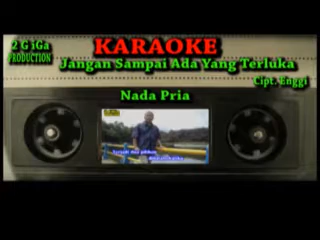 2 G iGa
PRODUCTION
KARAOKE
Jangan Sampai Ada Yang Terluka
Cipt. Enggi
Nada Pria